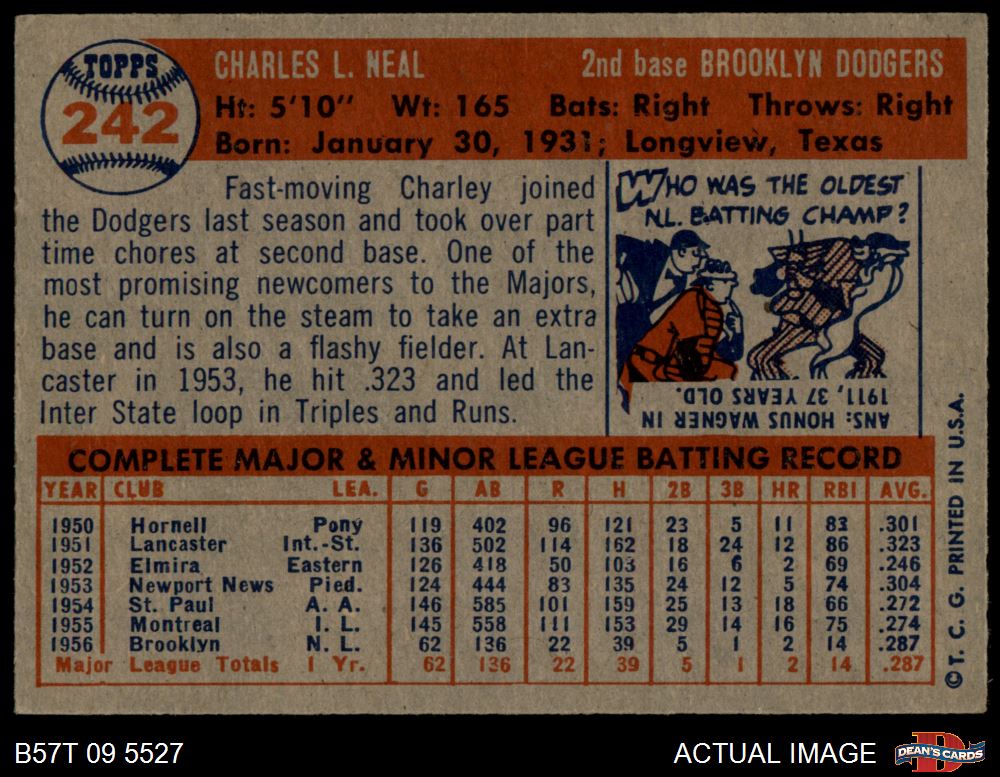 TOPPS
242
CHARLES L. NEAL 2nd base BROOKLYN DODGERS
Ht: 5'10" Wt: 165 Bats: Right Throws: Right
Born: January 30, 1931; Longview, Texas
Fast-moving Charley joined
the Dodgers last season and took over part
time chores at second base. One of the
most promising newcomers to the Majors,
he can turn on the steam to take an extra
base and is also a flashy fielder. At Lan-
caster in 1953, he hit .323 and led the
Inter State loop in Triples and Runs.
WHO WAS THE OLDEST
N.L. BATTING CHAMP?
ANS: HONUS WAGNER IN
1911, 37 YEARS OLD.
COMPLETE MAJOR & MINOR LEAGUE BATTING RECORD
YEAR CLUB LEA. G AB R H 2B 3B HR RBI AVG.
1950 Hornell Pony 119 402 96 121 23 5 11 83 .301
1951 Lancaster Int.-St. 136 502 114 162 18 24 12 86 .323
1952 Elmira Eastern 126 418 50 103 16 6 2 69 .246
1953 Newport News Pied. 124 444 83 135 24 12 5 74 .304
1954 St. Paul A. A. 146 585 101 159 25 13 18 66 .272
1955 Montreal I. L. 145 558 111 153 29 14 16 75 .274
1956 Brooklyn N. L. 62 136 22 39 5 1 2 14 .287
Major League Totals 1 Yr. 62 136 22 39 5 1 2 14 .287
© T. C. G. PRINTED IN U.S.A.
B57T 09 5527
ACTUAL IMAGE
D
DEAN'S CARDS